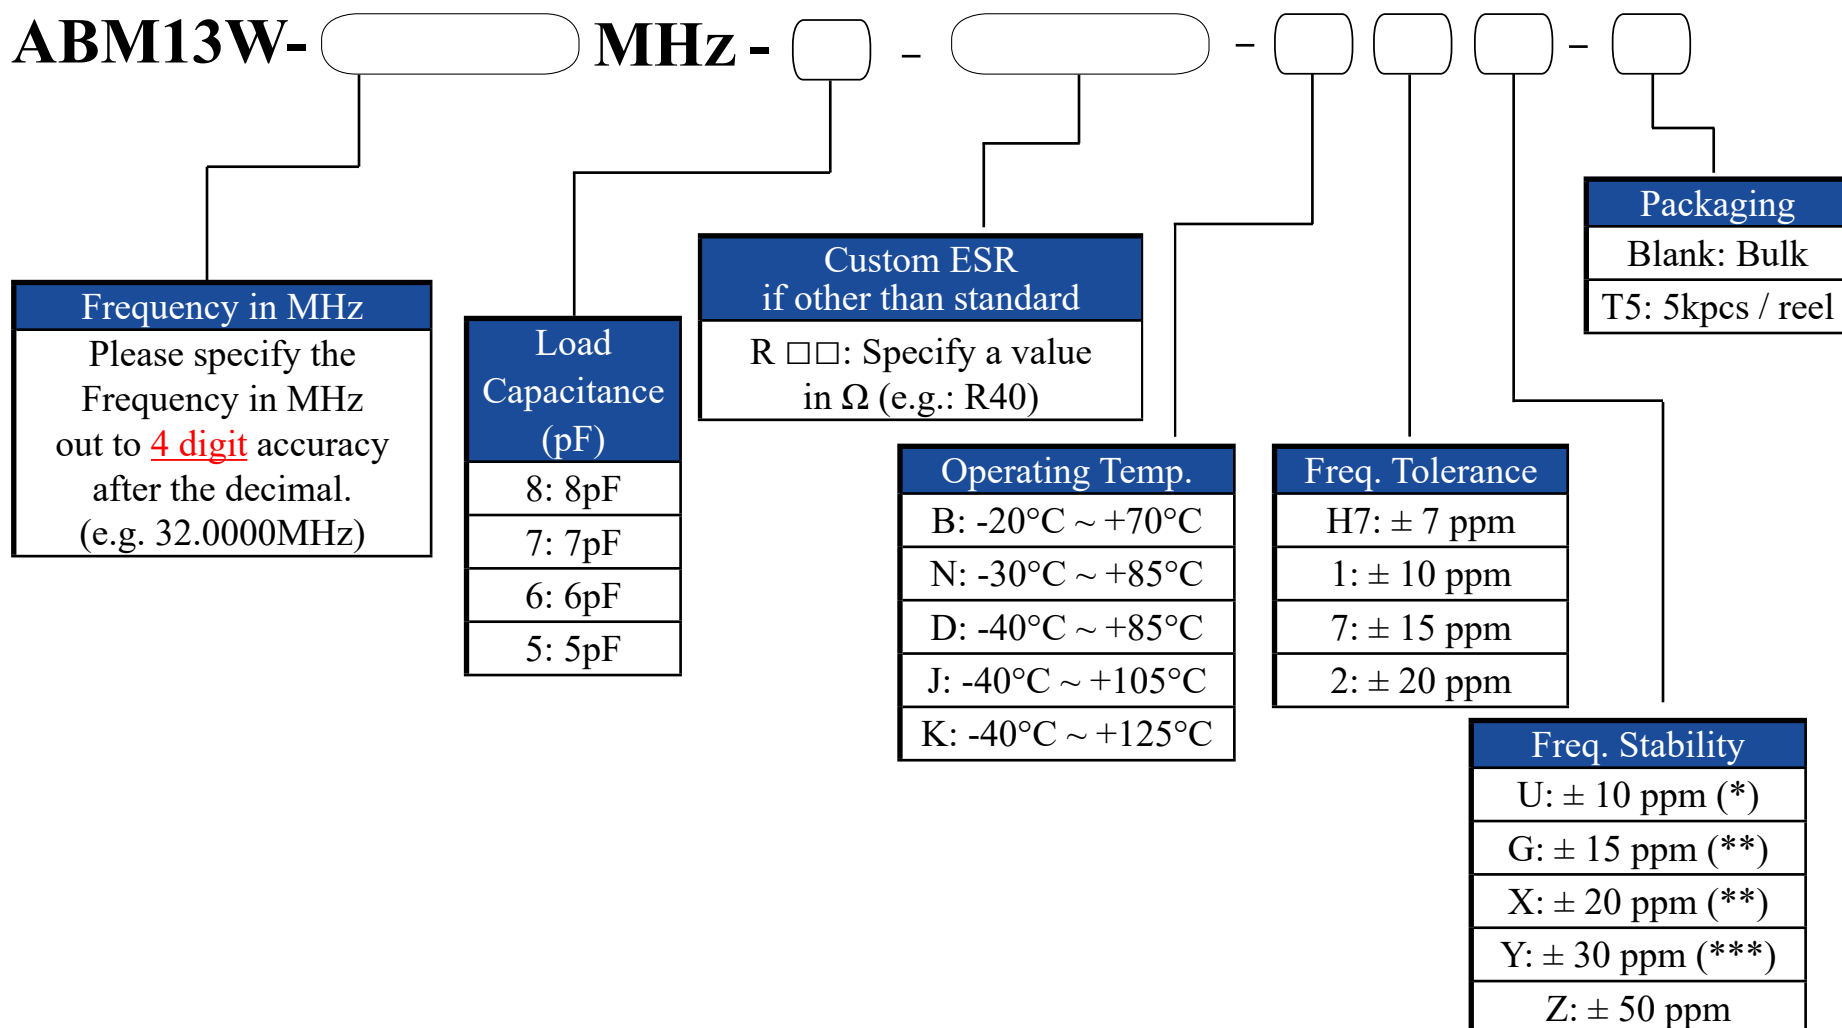 ABM13W- MHz - – – –
Frequency in MHz
Please specify the
Frequency in MHz
out to 4 digit accuracy
after the decimal.
(e.g. 32.0000MHz)
Load
Capacitance
(pF)
8: 8pF
7: 7pF
6: 6pF
5: 5pF
Custom ESR
if other than standard
R □□: Specify a value
in Ω (e.g.: R40)
Operating Temp.
B: -20°C ~ +70°C
N: -30°C ~ +85°C
D: -40°C ~ +85°C
J: -40°C ~ +105°C
K: -40°C ~ +125°C
Freq. Tolerance
H7: ± 7 ppm
1: ± 10 ppm
7: ± 15 ppm
2: ± 20 ppm
Freq. Stability
U: ± 10 ppm (*)
G: ± 15 ppm (**)
X: ± 20 ppm (**)
Y: ± 30 ppm (***)
Z: ± 50 ppm
Packaging
Blank: Bulk
T5: 5kpcs / reel